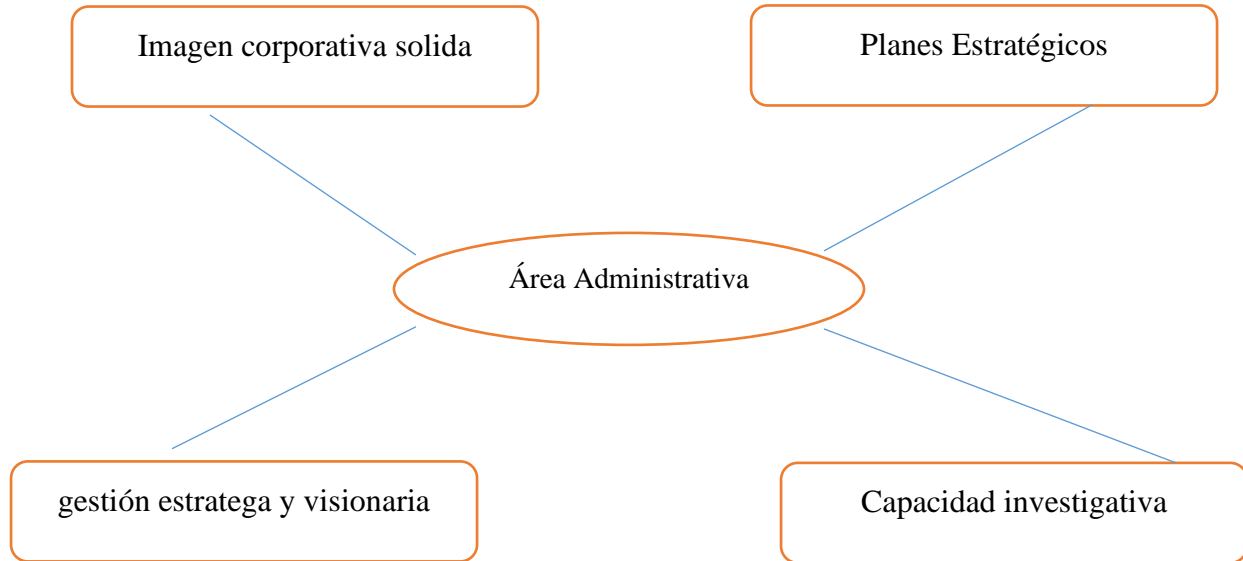 Imagen corporativa solida
Planes Estratégicos
Área Administrativa
gestión estratega y visionaria
Capacidad investigativa